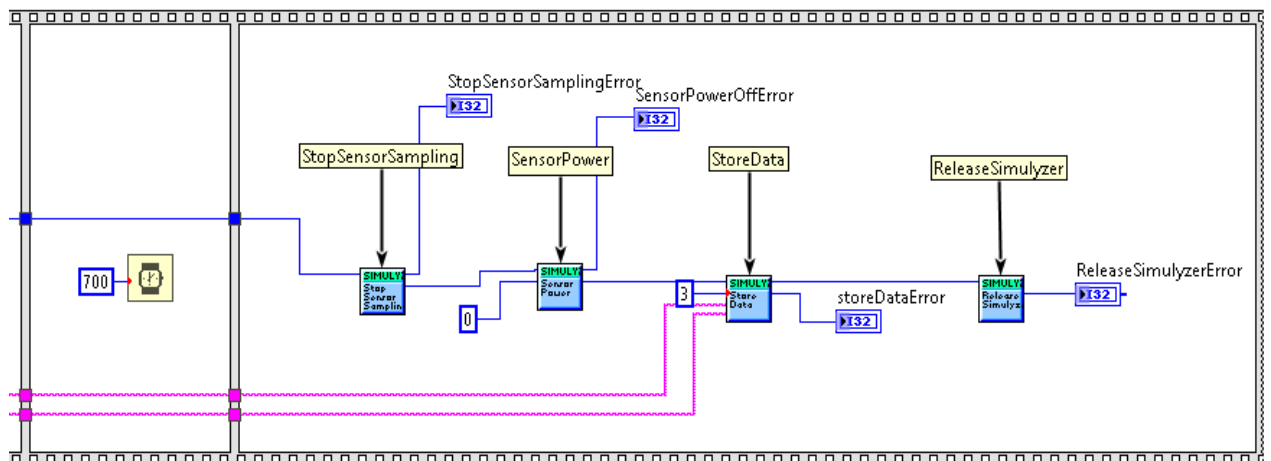 StopSensorSamplingError
I32
SensorPowerOffError
I32
StopSensorSampling
SensorPower
StoreData
ReleaseSimulyzer
700
SIMULYZ
Stop
Sensor
Samplin
0
SIMULYZ
Sensor
Power
3
SIMULYZ
Store
Data
storeDataError
I32
SIMULYZ
Release
Simulyz
ReleaseSimulyzerError
I32